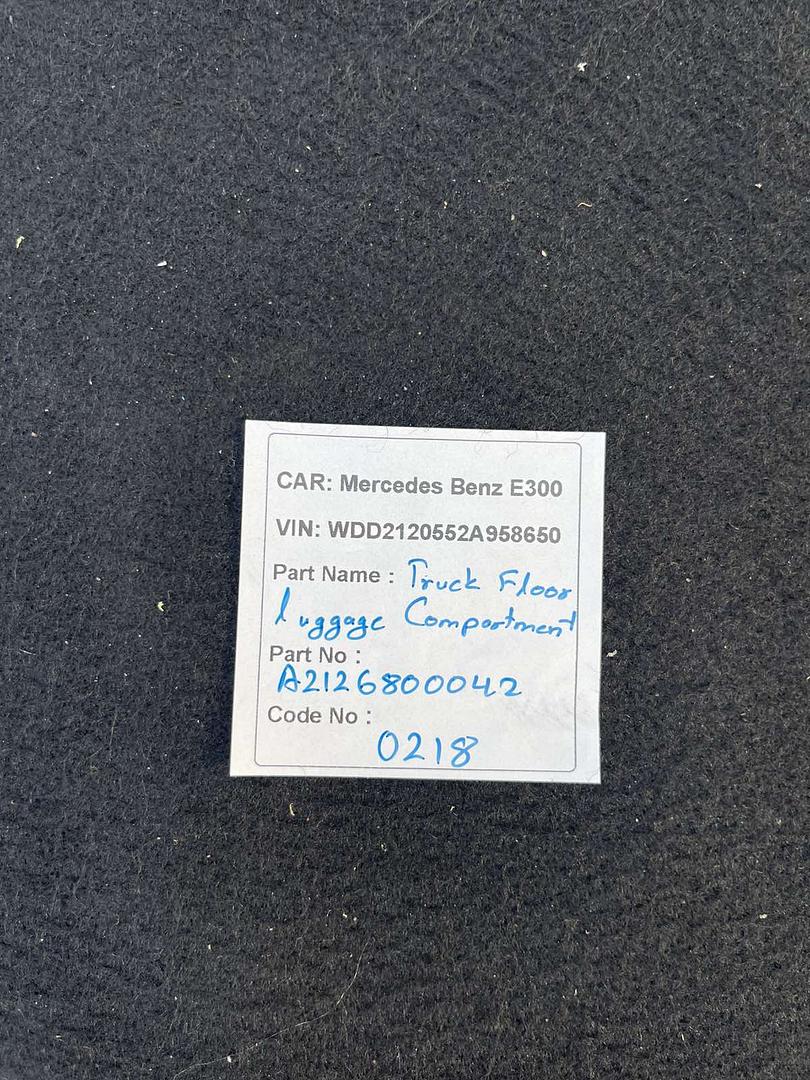 CAR: Mercedes Benz E300
VIN: WDD2120552A958650
Part Name : Truck Floor
luggage Compartment
Part No :
A2126800042
Code No :
0218